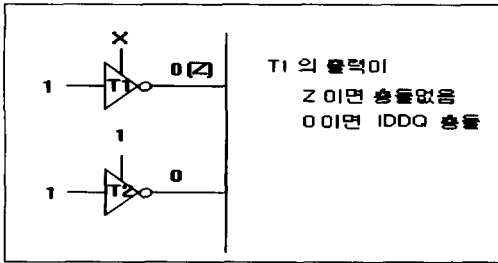 X
1 T1 0(Z)
T1 의 출력이
Z 이면 충돌없음
0 이면 IDDQ 충돌
1
1 T2 0